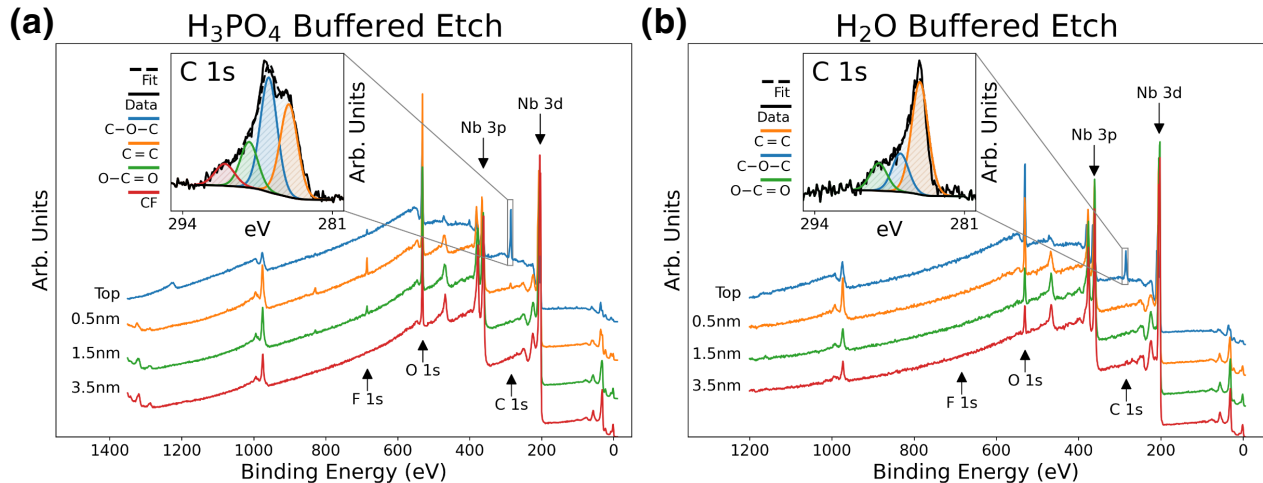 (a)
H₃PO₄ Buffered Etch
C 1s
Fit
Data
C−O−C
C=C
O−C=O
CF
294
281
eV
Arb. Units
Nb 3p
Nb 3d
Arb. Units
Top
0.5nm
1.5nm
3.5nm
F 1s
O 1s
C 1s
1400
1200
1000
800
600
400
200
0
Binding Energy (eV)
(b)
H₂O Buffered Etch
C 1s
Fit
Data
C=C
C−O−C
O−C=O
294
281
eV
Arb. Units
Nb 3p
Nb 3d
Arb. Units
Top
0.5nm
1.5nm
3.5nm
F 1s
O 1s
C 1s
1200
1000
800
600
400
200
0
Binding Energy (eV)